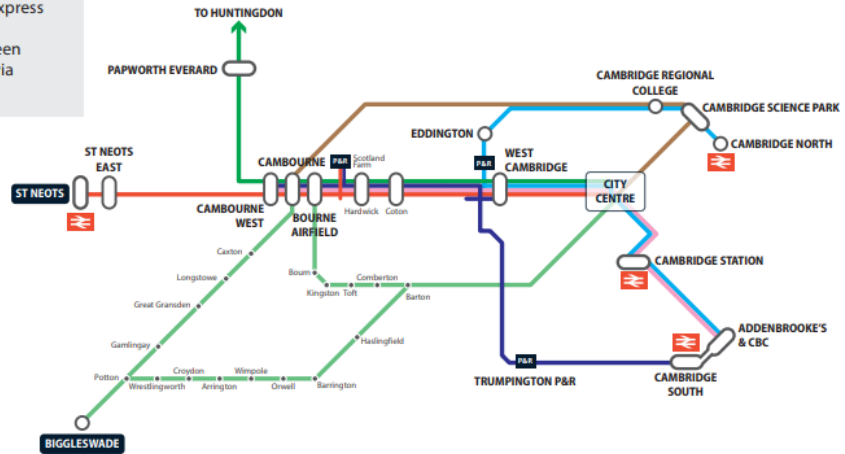 xpress
een
ia
TO HUNTINGDON
PAPWORTH EVERARD
CAMBRIDGE REGIONAL
COLLEGE
CAMBRIDGE SCIENCE PARK
EDDINGTON
CAMBRIDGE NORTH
ST NEOTS
EAST
CAMBOURNE
P&R
Scotland
Farm
P&R
WEST
CAMBRIDGE
ST NEOTS
CITY
CENTRE
CAMBOURNE
WEST
BOURNE
AIRFIELD
Hardwick
Coton
Caxton
CAMBRIDGE STATION
Longstowe
Bourn
Comberton
Kingston
Toft
Barton
Great Gransden
ADDENBROOKE'S
& CBC
Haslingfield
Gamlingay
P&R
TRUMPINGTON P&R
CAMBRIDGE
SOUTH
Potton
Croydon
Wimpole
Wrestlingworth
Arrington
Orwell
Barrington
BIGGLESWADE